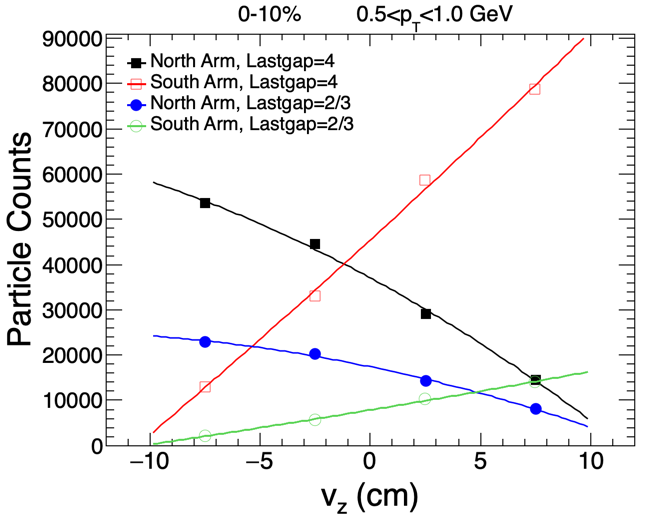 0-10% 0.5<p_T<1.0 GeV
90000
80000
70000
60000
50000
40000
30000
20000
10000
0
North Arm, Lastgap=4
South Arm, Lastgap=4
North Arm, Lastgap=2/3
South Arm, Lastgap=2/3
Particle Counts
−10 −5 0 5 10
v_z (cm)